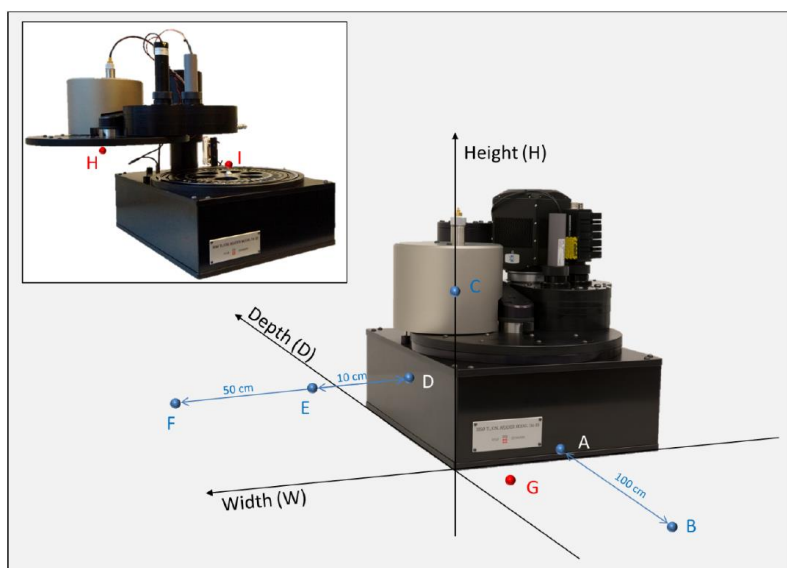 H
I
Height (H)
C
Depth (D)
10 cm
D
50 cm
E
F
A
Width (W)
G
100 cm
B